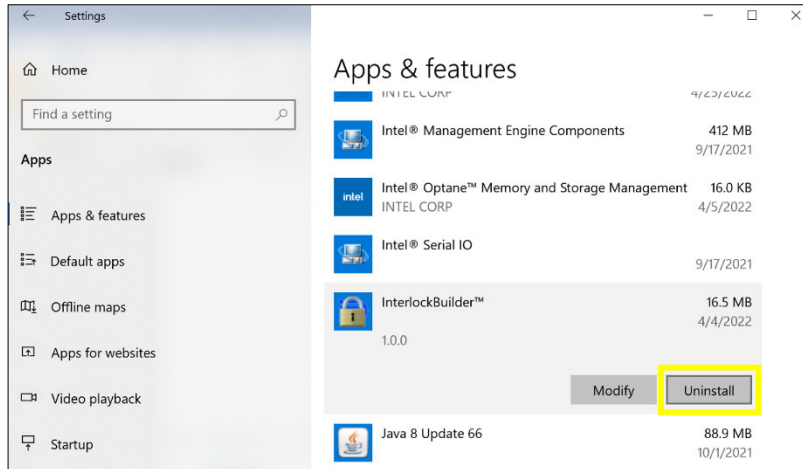 Settings
Home
Find a setting
Apps
Apps & features
Default apps
Offline maps
Apps for websites
Video playback
Startup
Apps & features
INTEL CORP 4/25/2022
Intel® Management Engine Components 412 MB
9/17/2021
intel
Intel® Optane™ Memory and Storage Management 16.0 KB
INTEL CORP 4/5/2022
Intel® Serial IO
9/17/2021
InterlockBuilder™ 16.5 MB
4/4/2022
1.0.0
Modify Uninstall
Java 8 Update 66 88.9 MB
10/1/2021